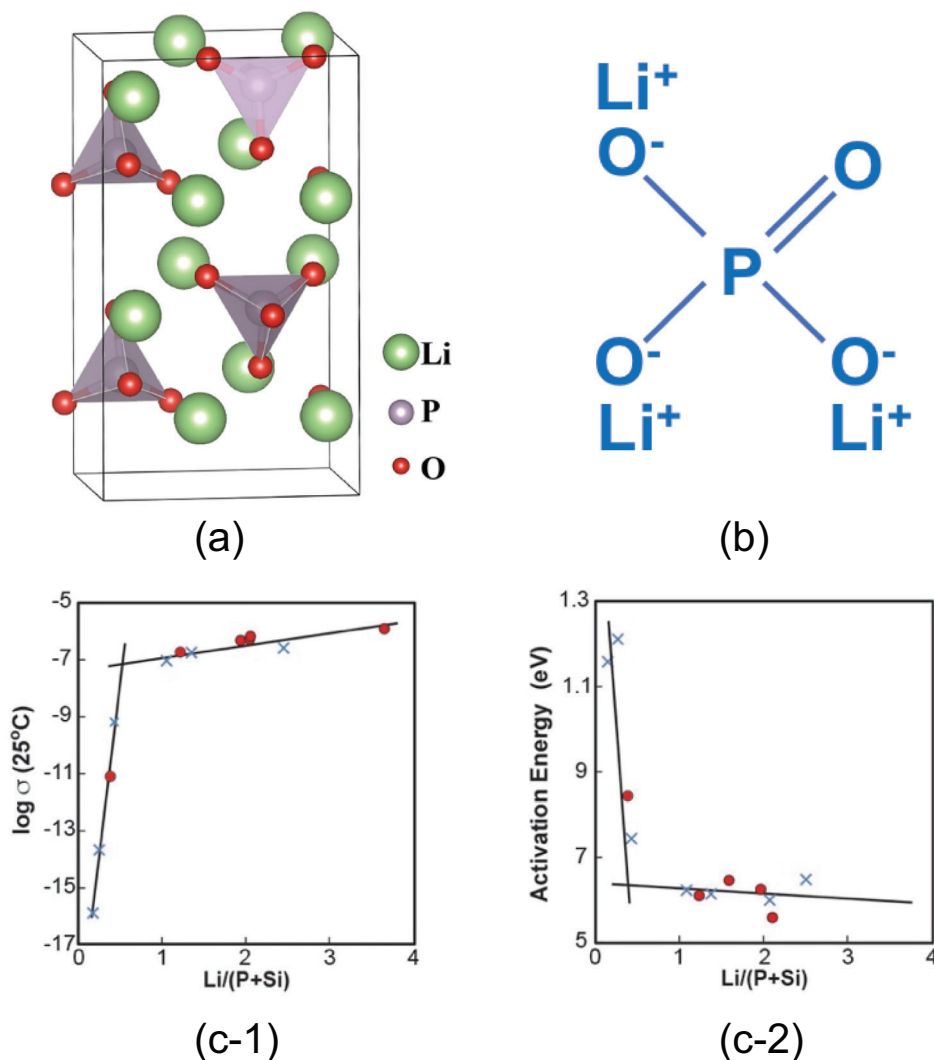 Li
P
O
(a)
Li+
O-
O
P
O-
O-
Li+
Li+
(b)
-5
-7
-9
-11
-13
-15
-17
0
1
2
3
4
log σ (25°C)
Li/(P+Si)
(c-1)
1.3
1.1
9
7
5
0
1
2
3
4
Activation Energy (eV)
Li/(P+Si)
(c-2)